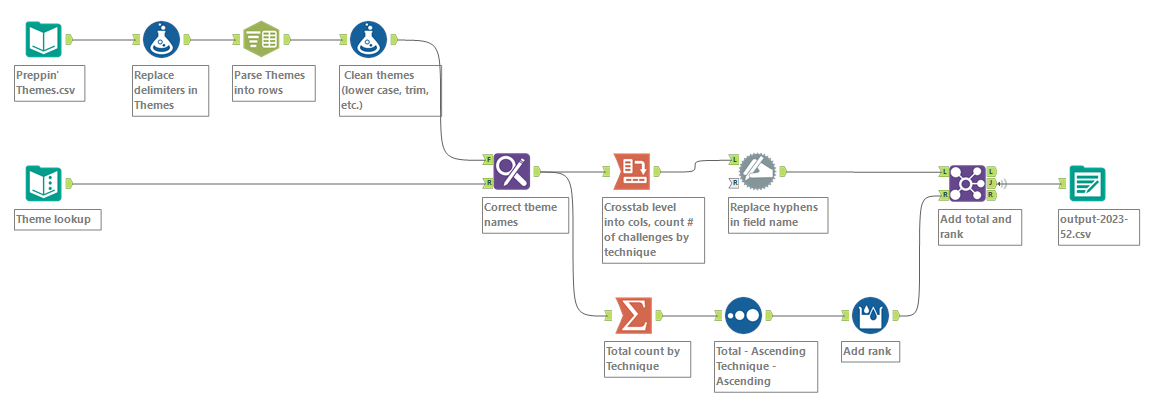 Preppin'
Themes.csv
Replace
delimiters in
Themes
Parse Themes
into rows
Clean themes
(lower case, trim,
etc.)
Theme lookup
F
R
Correct tbeme
names
Crosstab level
into cols, count #
of challenges by
technique
L
R
Replace hyphens
in field name
L
R
L
J
R
Add total and
rank
output-2023-
52.csv
Total count by
Technique
Total - Ascending
Technique -
Ascending
Add rank